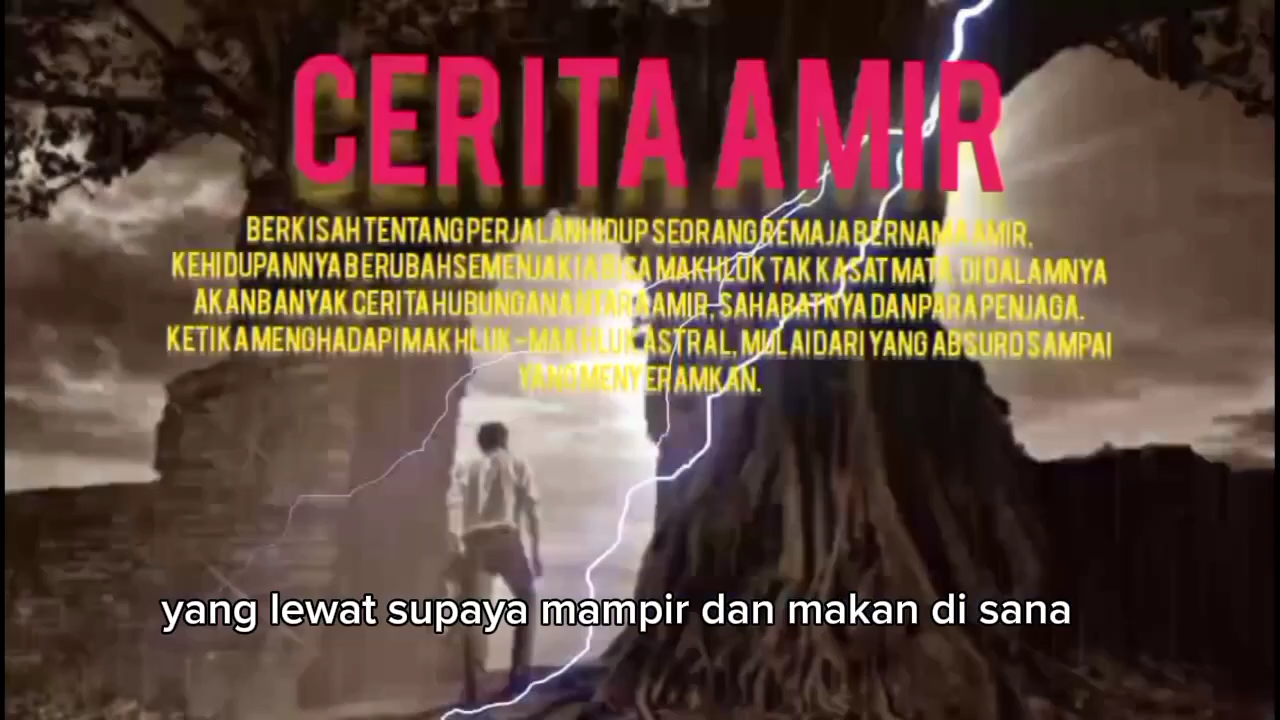 CERITA AMIR
BERKISAH TENTANG PERJALAN HIDUP SEORANG REMAJA BERNAMA AMIR,
KEHIDUPANNYA BERUBAH SEMENJAK IA BISA MAKHLUK TAK KASAT MATA, DI DALAMNYA
AKAN BANYAK CERITA HUBUNGAN ANTARA AMIR, SAHABATNYA DAN PARA PENJAGA.
KETIKA MENGHADAPI MAKHLUK - MAKHLUK ASTRAL, MULAI DARI YANG ABSURD SAMPAI
YANG MENYERAMKAN.
yang lewat supaya mampir dan makan di sana